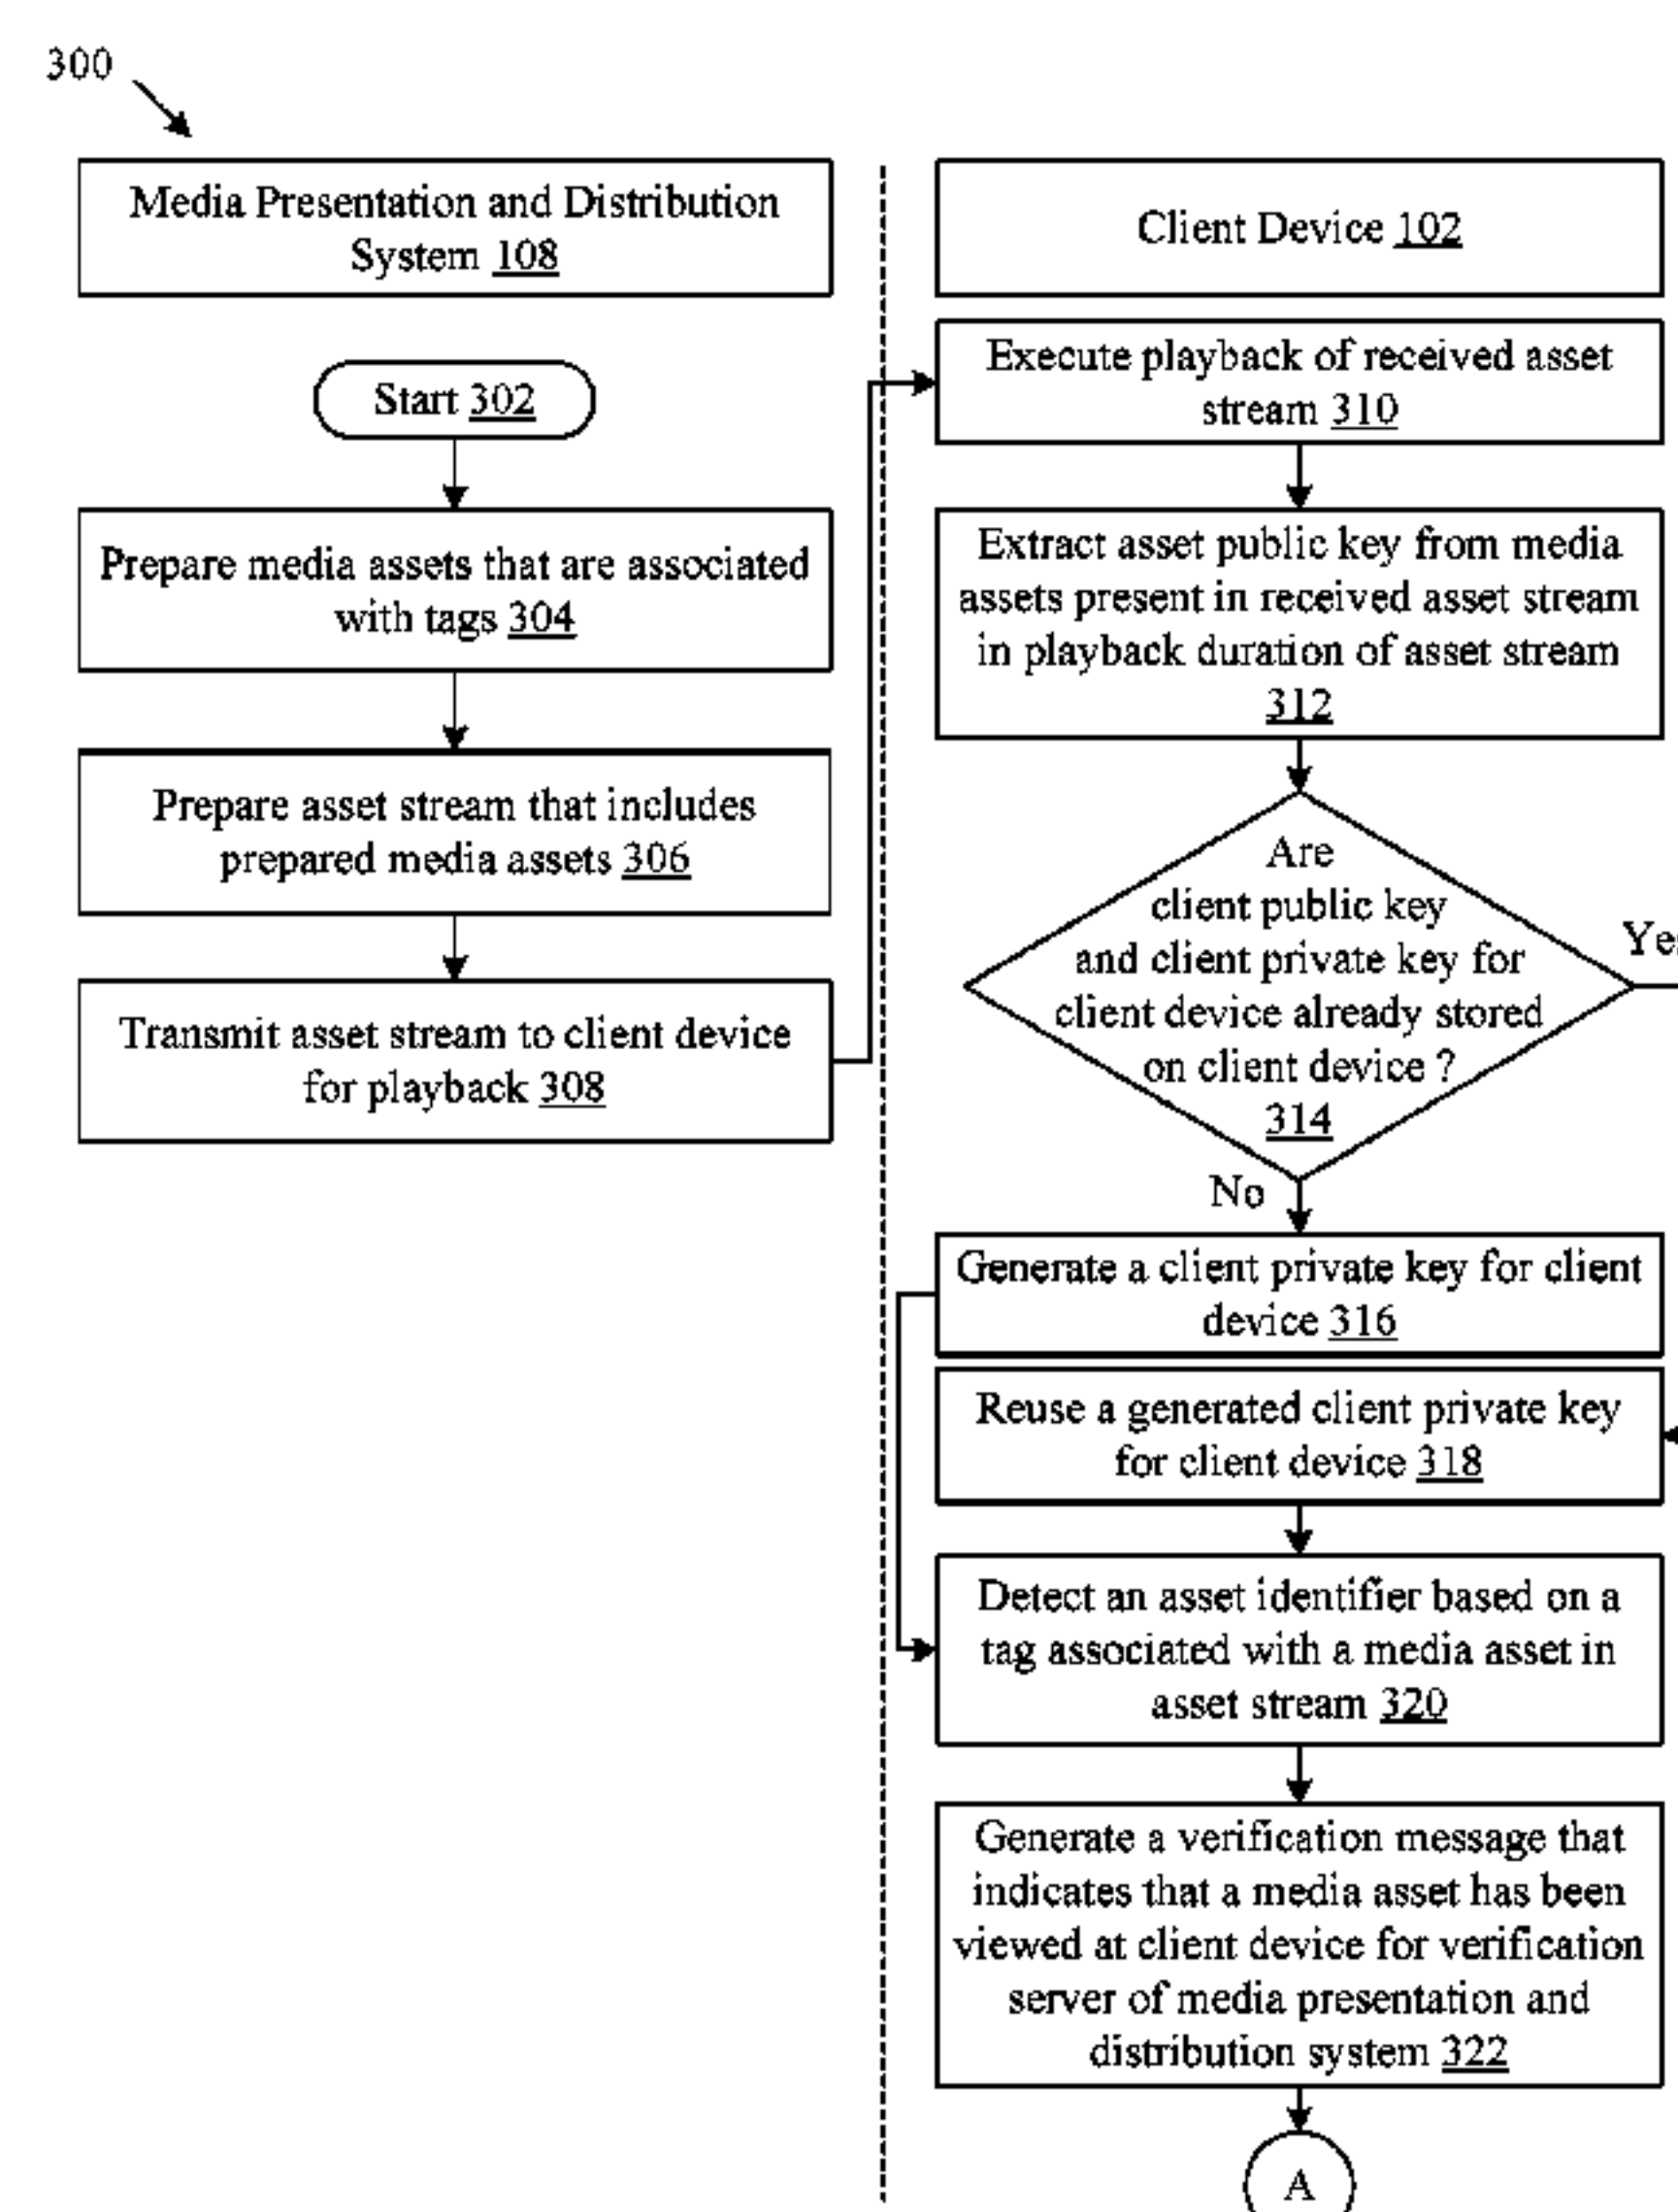 300
Media Presentation and Distribution
System 108
Start 302
Prepare media assets that are associated
with tags 304
Prepare asset stream that includes
prepared media assets 306
Transmit asset stream to client device
for playback 308
Client Device 102
Execute playback of received asset
stream 310
Extract asset public key from media
assets present in received asset stream
in playback duration of asset stream
312
Are
client public key
and client private key for
client device already stored
on client device ?
314
Yes
No
Generate a client private key for client
device 316
Reuse a generated client private key
for client device 318
Detect an asset identifier based on a
tag associated with a media asset in
asset stream 320
Generate a verification message that
indicates that a media asset has been
viewed at client device for verification
server of media presentation and
distribution system 322
A